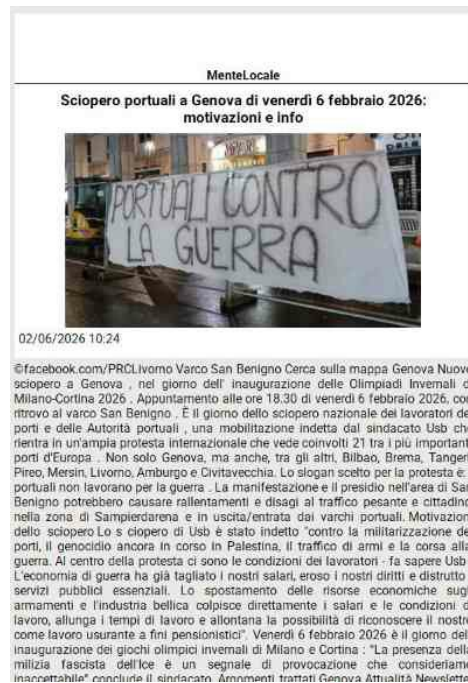 MenteLocale
Sciopero portuali a Genova di venerdì 6 febbraio 2026:
motivazioni e info
PORTUALI CONTRO
LA GUERRA
02/06/2026 10:24
©facebook.com/PRCLivorno Varco San Benigno Cerca sulla mappa Genova Nuovo
sciopero a Genova , nel giorno dell' inaugurazione delle Olimpiadi Invernali di
Milano-Cortina 2026 . Appuntamento alle ore 18.30 di venerdì 6 febbraio 2026, con
ritrovo al varco San Benigno . È il giorno dello sciopero nazionale dei lavoratori dei
porti e delle Autorità portuali , una mobilitazione indetta dal sindacato Usb che
rientra in un'ampia protesta internazionale che vede coinvolti 21 tra i più importanti
porti d'Europa . Non solo Genova, ma anche, tra gli altri, Bilbao, Brema, Tangeri,
Pireo, Mersin, Livorno, Amburgo e Civitavecchia. Lo slogan scelto per la protesta è: I
portuali non lavorano per la guerra . La manifestazione e il presidio nell'area di San
Benigno potrebbero causare rallentamenti e disagi al traffico pesante e cittadino
nella zona di Sampierdarena e in uscita/entrata dai varchi portuali. Motivazioni
dello sciopero Lo s ciopero di Usb è stato indetto "contro la militarizzazione dei
porti, il genocidio ancora in corso in Palestina, il traffico di armi e la corsa alla
guerra. Al centro della protesta ci sono le condizioni dei lavoratori - fa sapere Usb -
L'economia di guerra ha già tagliato i nostri salari, eroso i nostri diritti e distrutto i
servizi pubblici essenziali. Lo spostamento delle risorse economiche sugli
armamenti e l'industria bellica colpisce direttamente i salari e le condizioni di
lavoro, allunga i tempi di lavoro e allontana la possibilità di riconoscere il nostro
come lavoro usurante a fini pensionistici". Venerdì 6 febbraio 2026 è il giorno dell'
inaugurazione dei giochi olimpici invernali di Milano e Cortina : "La presenza della
milizia fascista dell'Ice è un segnale di provocazione che consideriamo
inaccettabile" conclude il sindacato. Argomenti trattati Genova Attualità Newsletter